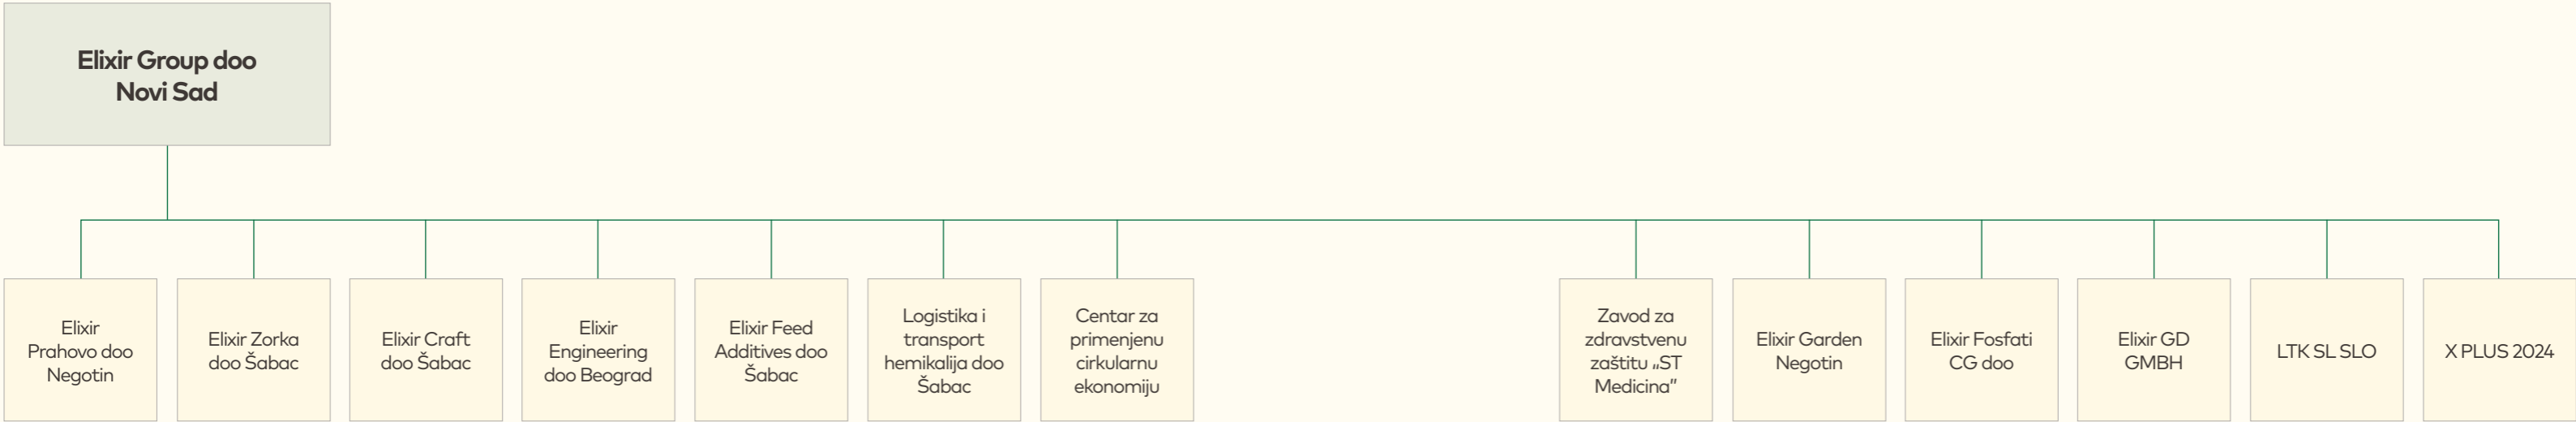 Elixir Group doo
Novi Sad
Elixir
Prahovo doo
Negotin
Elixir Zorka
doo Šabac
Elixir Craft
doo Šabac
Elixir
Engineering
doo Beograd
Elixir Feed
Additives doo
Šabac
Logistika i
transport
hemikalija doo
Šabac
Centar za
primenjenu
cirkularnu
ekonomiju
Zavod za
zdravstvenu
zaštitu „ST
Medicina”
Elixir Garden
Negotin
Elixir Fosfati
CG doo
Elixir GD
GMBH
LTK SL SLO
X PLUS 2024